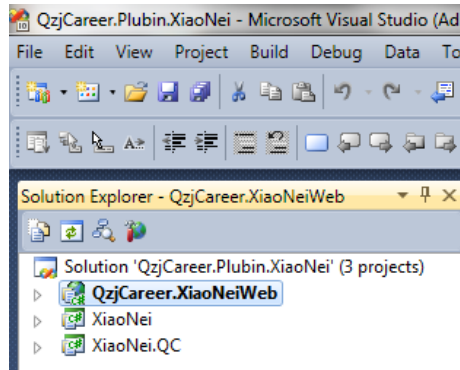 QzjCareer.Plubin.XiaoNei - Microsoft Visual Studio (Ad
File Edit View Project Build Debug Data To
Solution Explorer - QzjCareer.XiaoNeiWeb
Solution 'QzjCareer.Plubin.XiaoNei' (3 projects)
QzjCareer.XiaoNeiWeb
XiaoNei
XiaoNei.QC